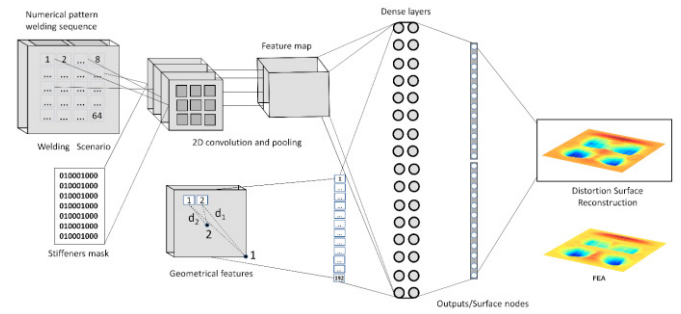 Numerical pattern
welding sequence
1 2 ... 8
... ... ... ...
... ... ... ...
... ... ... 64
Welding Scenario
010001000
010001000
010001000
010001000
010001000
010001000
010001000
Stiffeners mask
2D convolution and pooling
Feature map
1 2
d1
d2
2
1
Geometrical features
1
...
...
...
...
...
...
...
...
192
Dense layers
Outputs/Surface nodes
Distortion Surface
Reconstruction
FEA